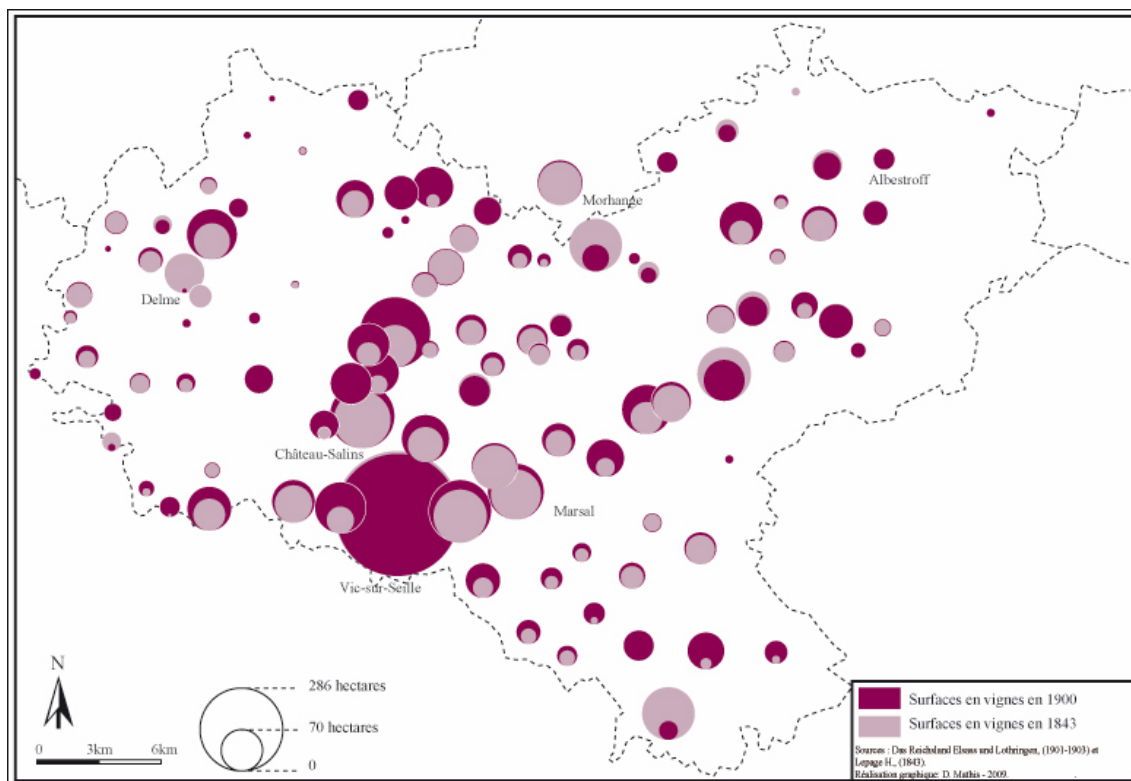 Morhange
Albestroff
Delme
Château-Salins
Marsal
Vic-sur-Seille
N
0 3km 6km
286 hectares
70 hectares
0
Surfaces en vignes en 1900
Surfaces en vignes en 1843
Sources : Das Reichsland Elsass und Lothringen, (1901-1903) et
Lepage H., (1843).
Réalisation graphique: D. Mathis - 2009.